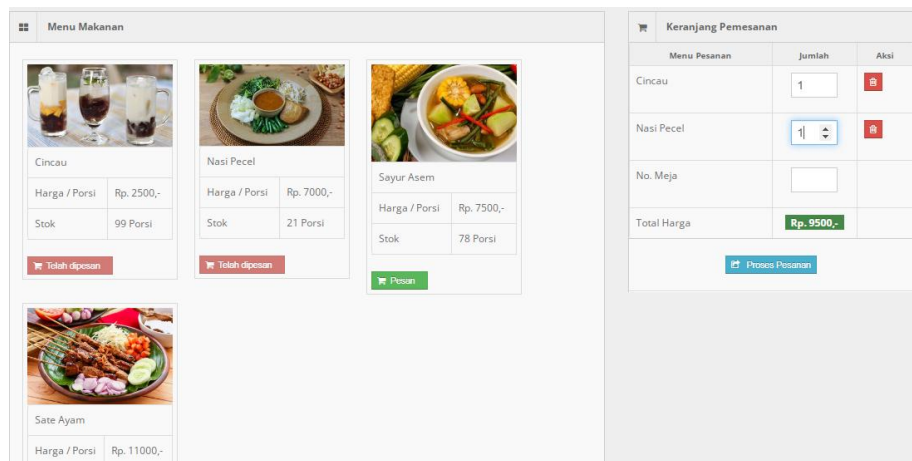 Menu Makanan
Cincau
Harga / Porsi Rp. 2500,-
Stok 99 Porsi
Telah dipesan
Nasi Pecel
Harga / Porsi Rp. 7000,-
Stok 21 Porsi
Telah dipesan
Sayur Asem
Harga / Porsi Rp. 7500,-
Stok 78 Porsi
Pesan
Sate Ayam
Harga / Porsi Rp. 11000,-
Keranjang Pemesanan
Menu Pesanan Jumlah Aksi
Cincau 1
Nasi Pecel 1
No. Meja
Total Harga Rp. 9500,-
Proses Pesanan